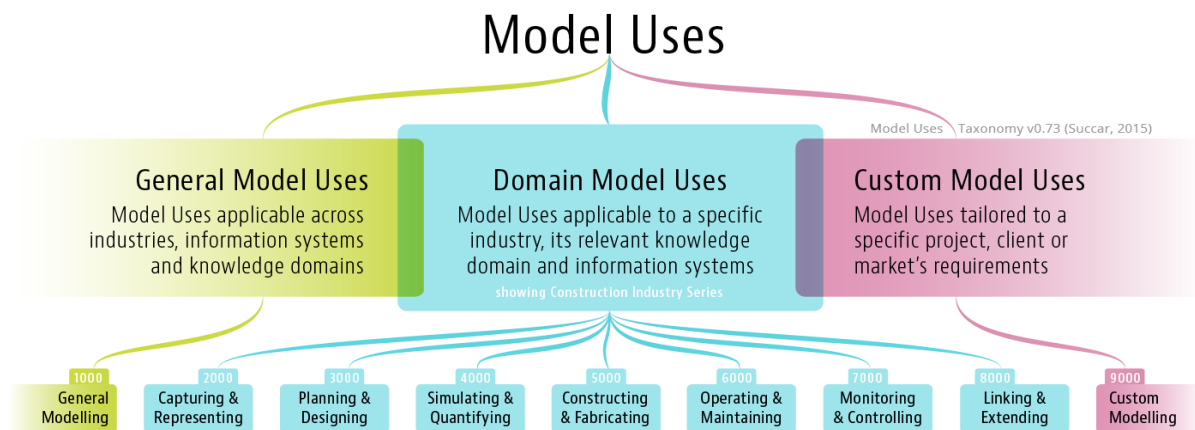 Model Uses
Model Uses Taxonomy v0.73 (Succar, 2015)
General Model Uses
Model Uses applicable across
industries, information systems
and knowledge domains
Domain Model Uses
Model Uses applicable to a specific
industry, its relevant knowledge
domain and information systems
showing Construction Industry Series
Custom Model Uses
Model Uses tailored to a
specific project, client or
market's requirements
1000
General
Modelling
2000
Capturing &
Representing
3000
Planning &
Designing
4000
Simulating &
Quantifying
5000
Constructing
& Fabricating
6000
Operating &
Maintaining
7000
Monitoring
& Controlling
8000
Linking &
Extending
9000
Custom
Modelling